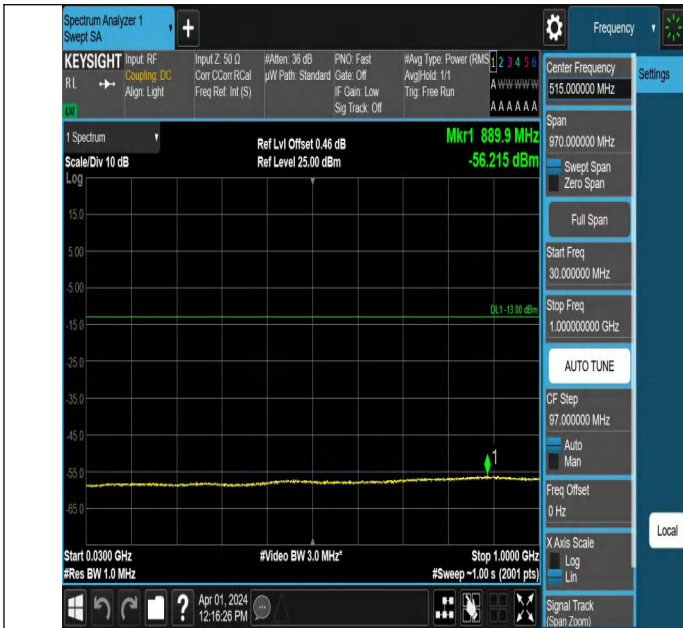 Spectrum Analyzer 1
Swept SA
Frequency
KEYSIGHT
RL
Input: RF
Coupling: DC
Align: Light
Input Z: 50 Ω
Corr CCorr RCal
Freq Ref: Int (S)
#Atten: 36 dB
µW Path: Standard
PNO: Fast
Gate: Off
IF Gain: Low
Sig Track: Off
#Avg Type: Power (RMS
Avg|Hold: 1/1
Trig: Free Run
1 2 3 4 5 6
A W W W W W
A A A A A A
LXI
1 Spectrum
Scale/Div 10 dB
Log
Ref Lvl Offset 0.46 dB
Ref Level 25.00 dBm
Mkr1 889.9 MHz
-56.215 dBm
15.0
5.00
-5.00
-15.0
-25.0
-35.0
-45.0
-55.0
-65.0
DL1 -13.00 dBm
1
Start 0.0300 GHz
#Res BW 1.0 MHz
#Video BW 3.0 MHz*
Stop 1.0000 GHz
#Sweep ~1.00 s (2001 pts)
?
Apr 01, 2024
12:16:26 PM
Center Frequency
515.000000 MHz
Settings
Span
970.000000 MHz
Swept Span
Zero Span
Full Span
Start Freq
30.000000 MHz
Stop Freq
1.000000000 GHz
AUTO TUNE
CF Step
97.000000 MHz
Auto
Man
Freq Offset
0 Hz
Local
X Axis Scale
Log
Lin
Signal Track
(Span Zoom)